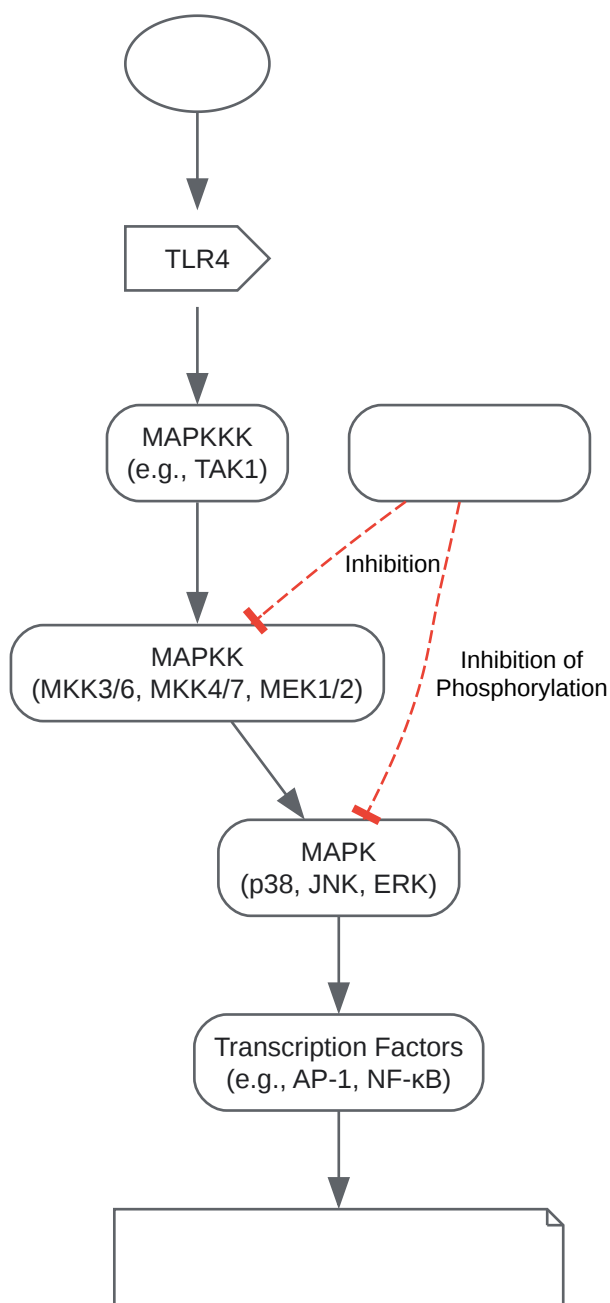 TLR4
MAPKKK
(e.g., TAK1)
Inhibition
MAPKK
(MKK3/6, MKK4/7, MEK1/2)
Inhibition of
Phosphorylation
MAPK
(p38, JNK, ERK)
Transcription Factors
(e.g., AP-1, NF-κB)